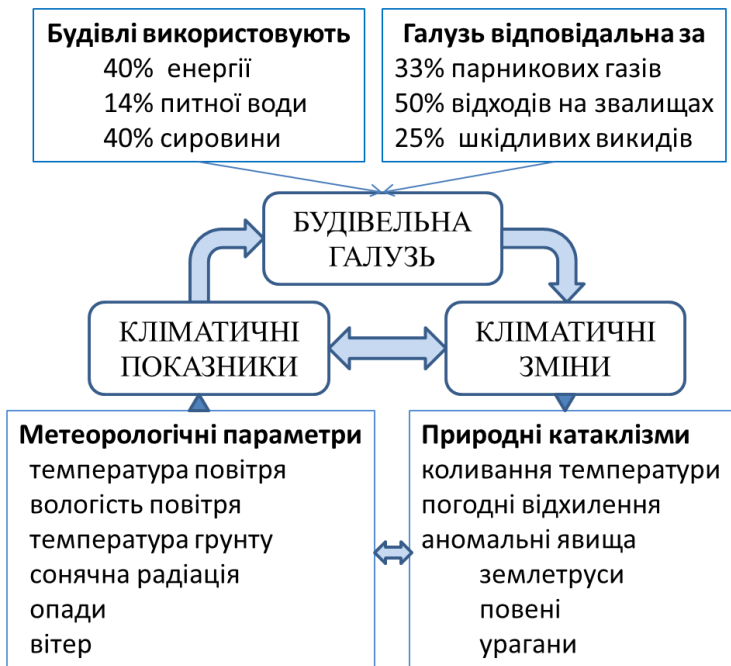 Будівлі використовують
40% енергії
14% питної води
40% сировини
Галузь відповідальна за
33% парникових газів
50% відходів на звалищах
25% шкідливих викидів
БУДІВЕЛЬНА
ГАЛУЗЬ
КЛІМАТИЧНІ
ПОКАЗНИКИ
КЛІМАТИЧНІ
ЗМІНИ
Метеорологічні параметри
температура повітря
вологість повітря
температура грунту
сонячна радіація
опади
вітер
Природні катаклізми
коливання температури
погодні відхилення
аномальні явища
землетруси
повені
урагани